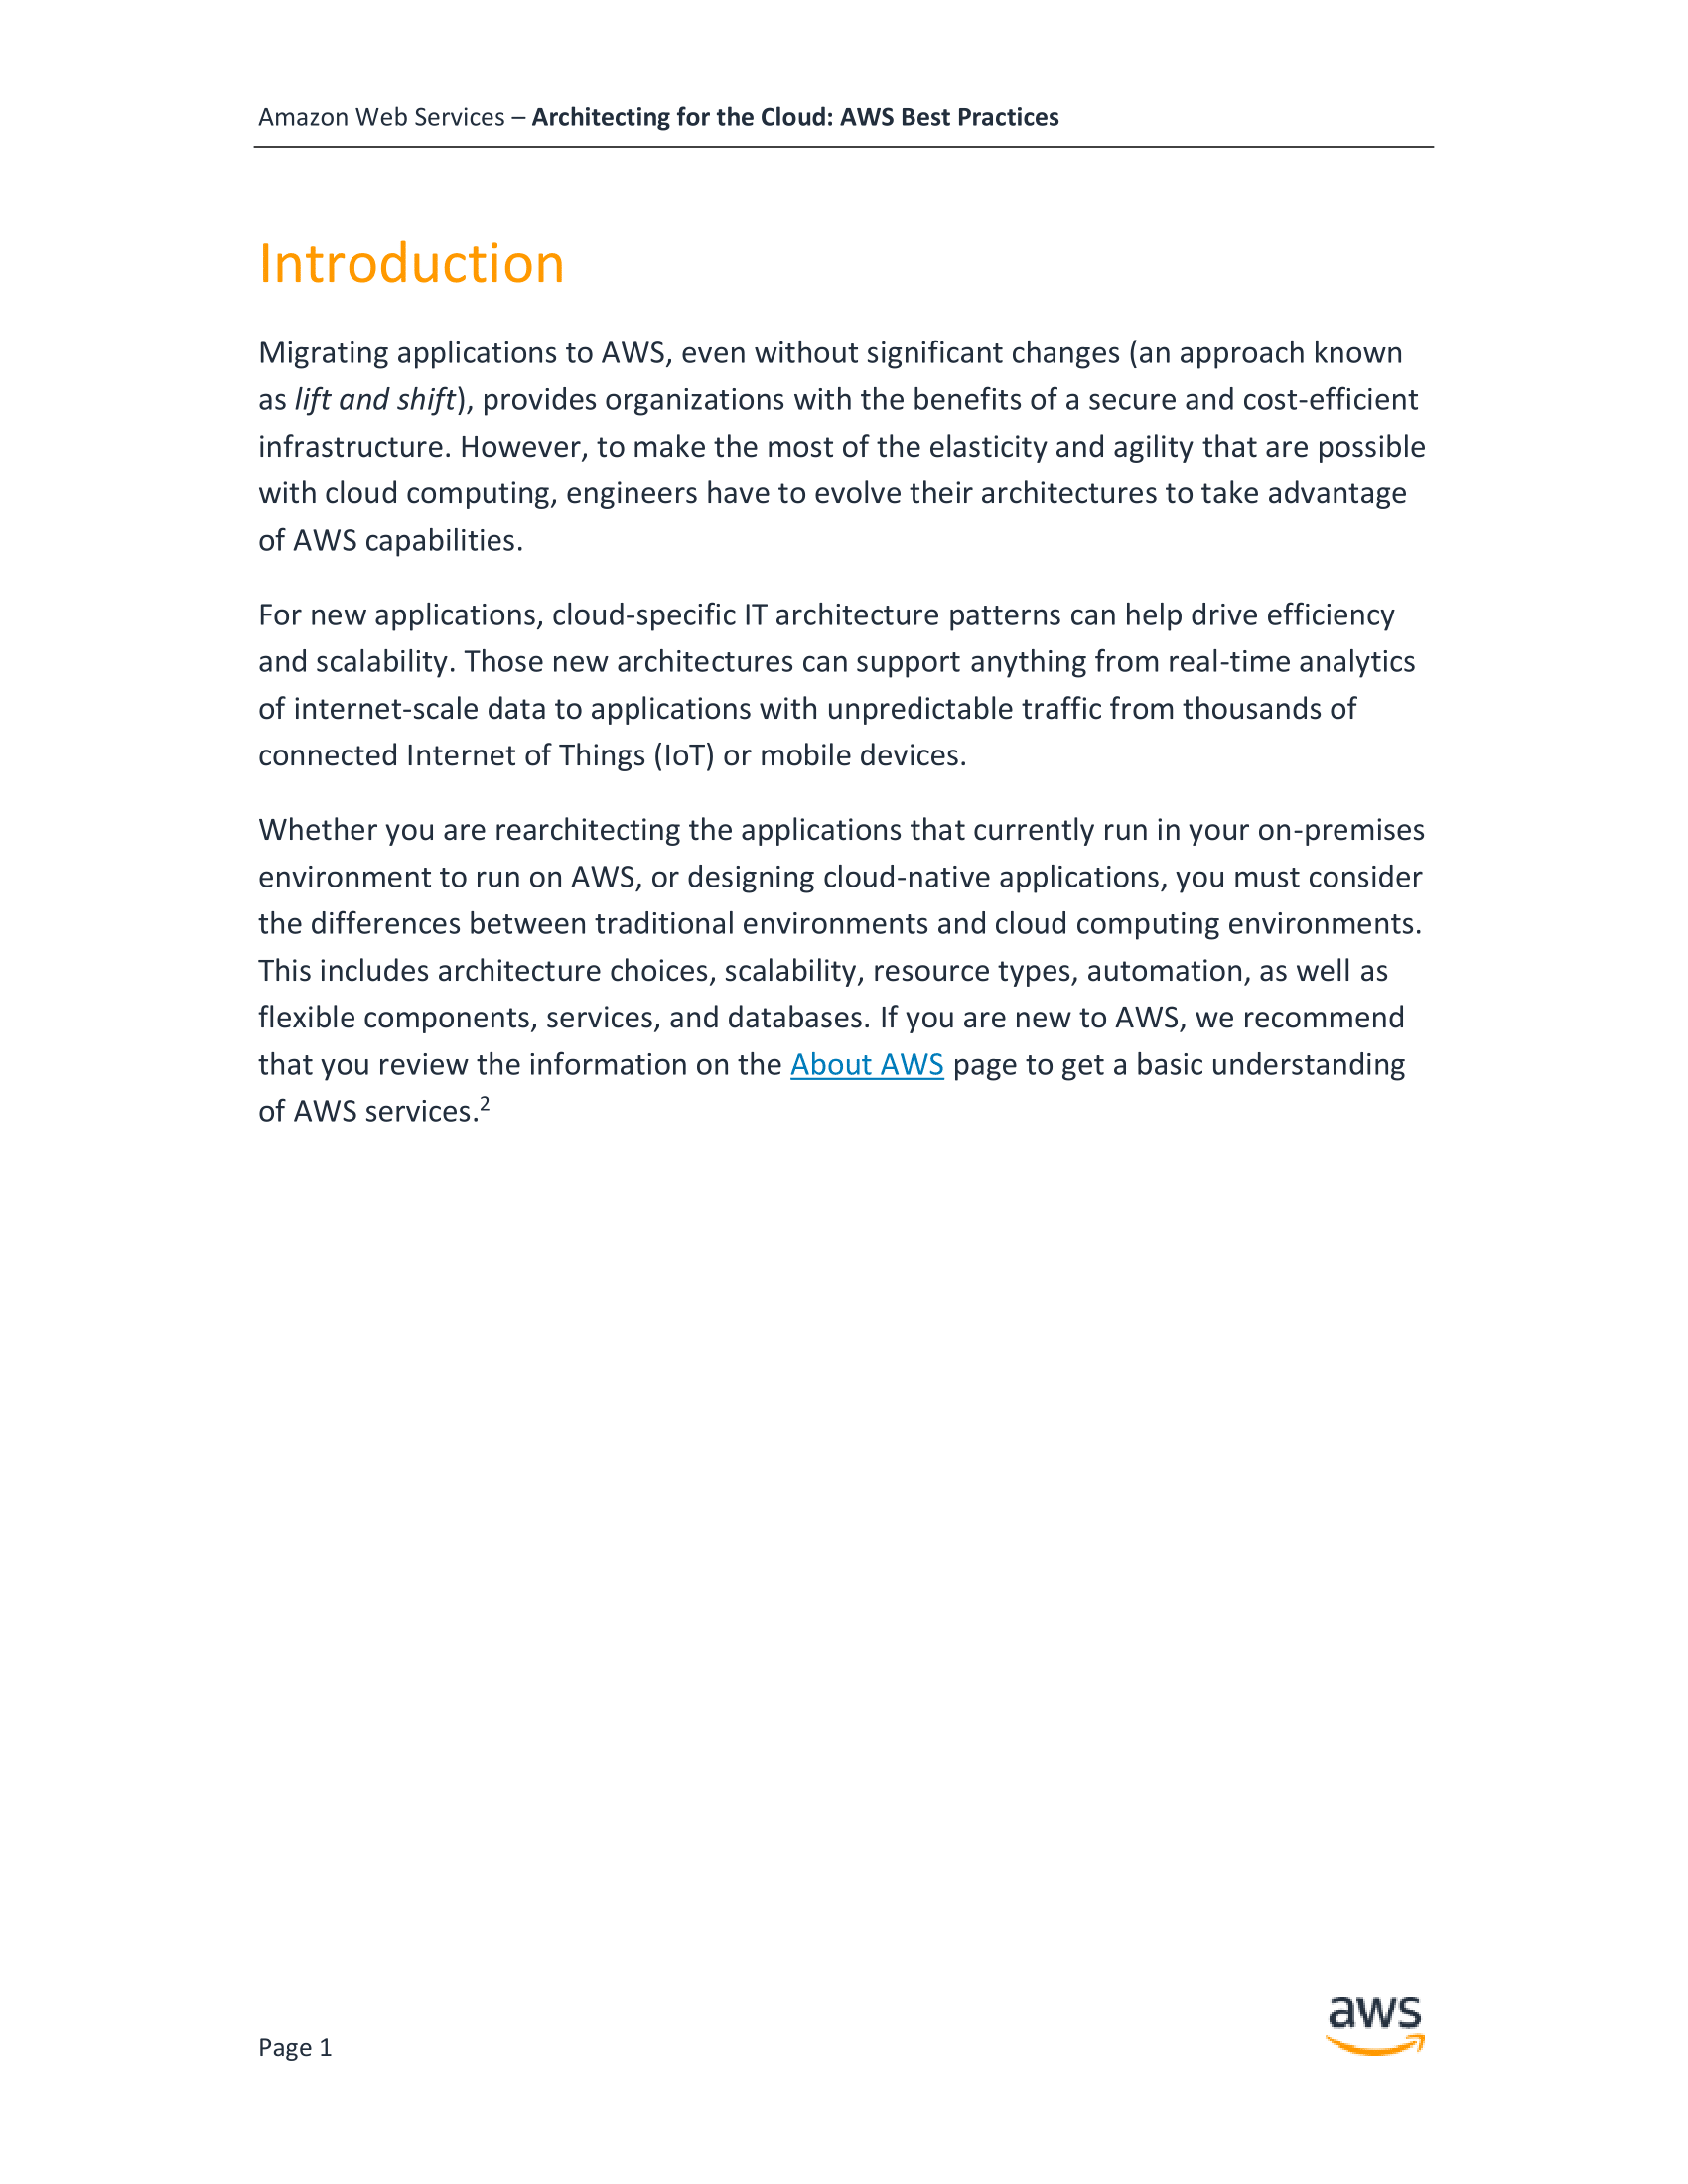 Amazon Web Services – Architecting for the Cloud: AWS Best Practices
Introduction
Migrating applications to AWS, even without significant changes (an approach known
as lift and shift), provides organizations with the benefits of a secure and cost-efficient
infrastructure. However, to make the most of the elasticity and agility that are possible
with cloud computing, engineers have to evolve their architectures to take advantage
of AWS capabilities.
For new applications, cloud-specific IT architecture patterns can help drive efficiency
and scalability. Those new architectures can support anything from real-time analytics
of internet-scale data to applications with unpredictable traffic from thousands of
connected Internet of Things (IoT) or mobile devices.
Whether you are rearchitecting the applications that currently run in your on-premises
environment to run on AWS, or designing cloud-native applications, you must consider
the differences between traditional environments and cloud computing environments.
This includes architecture choices, scalability, resource types, automation, as well as
flexible components, services, and databases. If you are new to AWS, we recommend
that you review the information on the About AWS page to get a basic understanding
of AWS services.2
Page 1
aws